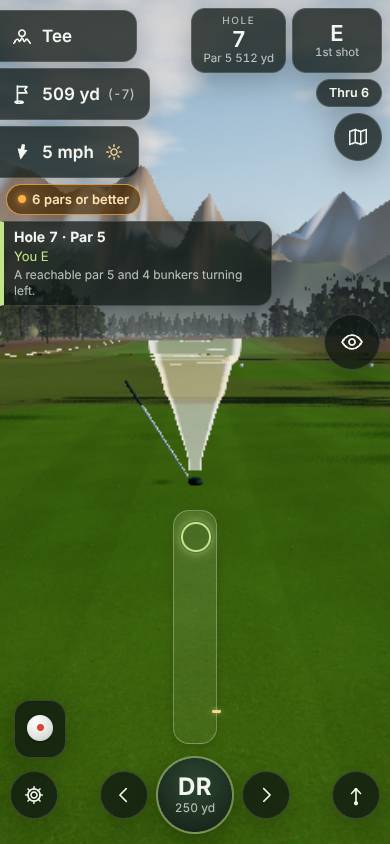 Tee
HOLE
7
Par 5 512 yd
E
1st shot
509 yd (-7)
Thru 6
5 mph
6 pars or better
Hole 7 · Par 5
You E
A reachable par 5 and 4 bunkers turning
left.
DR
250 yd